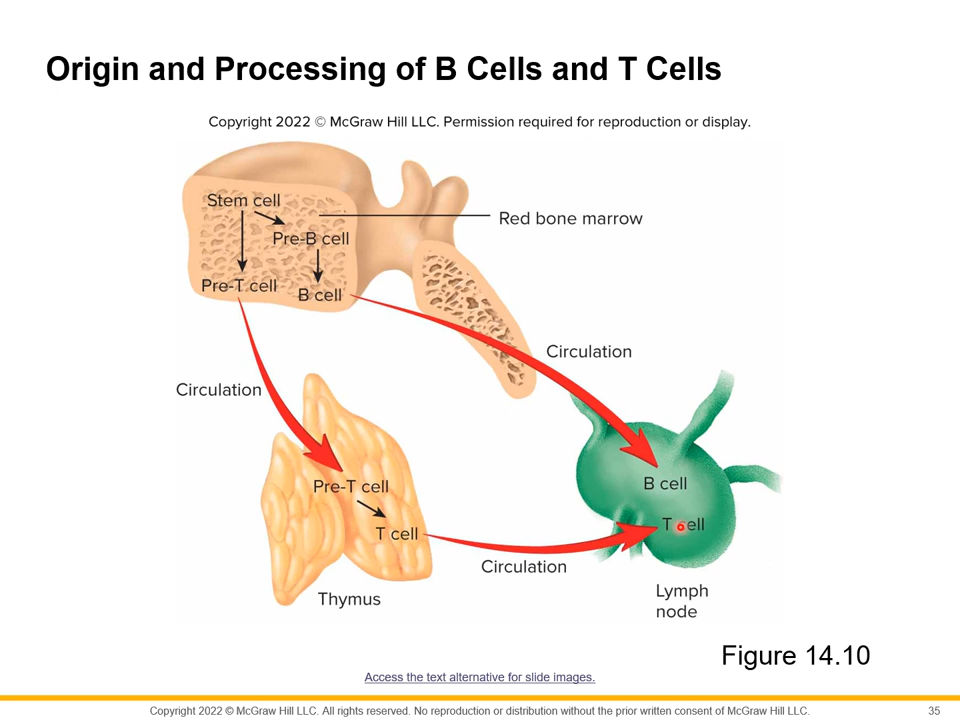 Origin and Processing of B Cells and T Cells
Copyright 2022 © McGraw Hill LLC. Permission required for reproduction or display.
Stem cell
Red bone marrow
Pre-B cell
Pre-T cell
B cell
Circulation
Circulation
Pre-T cell
B cell
T cell
T cell
Circulation
Thymus
Lymph
node
Figure 14.10
Access the text alternative for slide images.
Copyright 2022 © McGraw Hill LLC. All rights reserved. No reproduction or distribution without the prior written consent of McGraw Hill LLC.
35